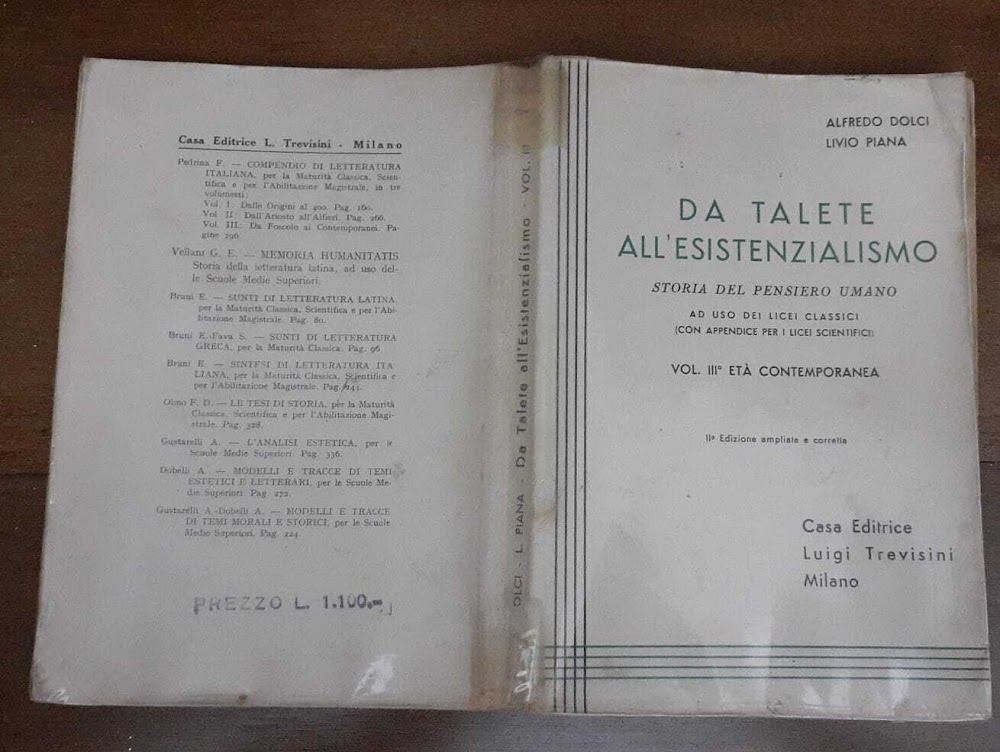 Casa Editrice L. Trevisini - Milano
Pedrina F. — COMPENDIO DI LETTERATURA
ITALIANA, per la Maturità Classica, Scien-
tifica e per l'Abilitazione Magistrale, in tre
volumetti:
Vol. I: Dalle Origini al 400. Pag. 160.
Vol. II: Dall'Ariosto all'Alfieri. Pag. 266.
Vol. III: Da Foscolo ai Contemporanei. Pa-
gine 296.
Vellani G. E. — MEMORIA HUMANITATIS
Storia della letteratura latina, ad uso del-
le Scuole Medie Superiori.
Bruni E. — SUNTI DI LETTERATURA LATINA
per la Maturità Classica, Scientifica e per l'Abi-
litazione Magistrale. Pag. 80.
Bruni E.-Fava S. — SUNTI DI LETTERATURA
GRECA, per la Maturità Classica. Pag. 96
Bruni E. — SINTESI DI LETTERATURA ITA
LIANA, per la Maturità Classica, Scientifica e
per l'Abilitazione Magistrale. Pag. 144.
Olmo F. D. — LE TESI DI STORIA, per la Maturità
Classica, Scientifica e per l'Abilitazione Magi-
strale. Pag. 328.
Gustarelli A. — L'ANALISI ESTETICA, per le
Scuole Medie Superiori. Pag. 336.
Dobelli A. — MODELLI E TRACCE DI TEMI
ESTETICI E LETTERARI, per le Scuole Me-
die Superiori Pag. 272.
Gustarelli A.-Dobelli A. — MODELLI E TRACCE
DI TEMI MORALI E STORICI, per le Scuole
Medie Superiori. Pag. 224.
PREZZO L. 1.100.-
OLCI - L. PIANA - Da Talete all'Esistenzialismo - VOL. III
ALFREDO DOLCI
LIVIO PIANA
DA TALETE
ALL'ESISTENZIALISMO
STORIA DEL PENSIERO UMANO
AD USO DEI LICEI CLASSICI
(CON APPENDICE PER I LICEI SCIENTIFICI)
VOL. III° ETÀ CONTEMPORANEA
IIª Edizione ampliata e corretta
Casa Editrice
Luigi Trevisini
Milano